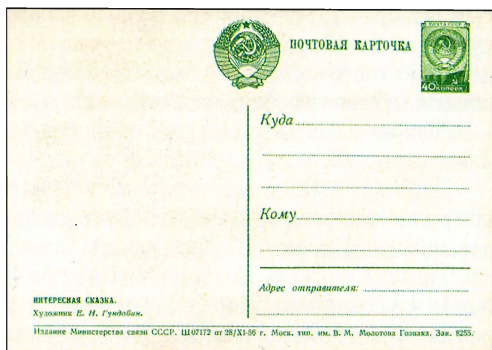 ПОЧТОВАЯ КАРТОЧКА
ПОЧТА СССР
40 КОПЕЕК
Куда
Кому
Адрес отправителя:
ИНТЕРЕСНАЯ СКАЗКА.
Художник Е. Н. Гундобин.
Издание Министерства связи СССР. Ш 07172 от 28/XI-56 г. Моск. тип. им. В. М. Молотова Гознака. Зак. 8255.